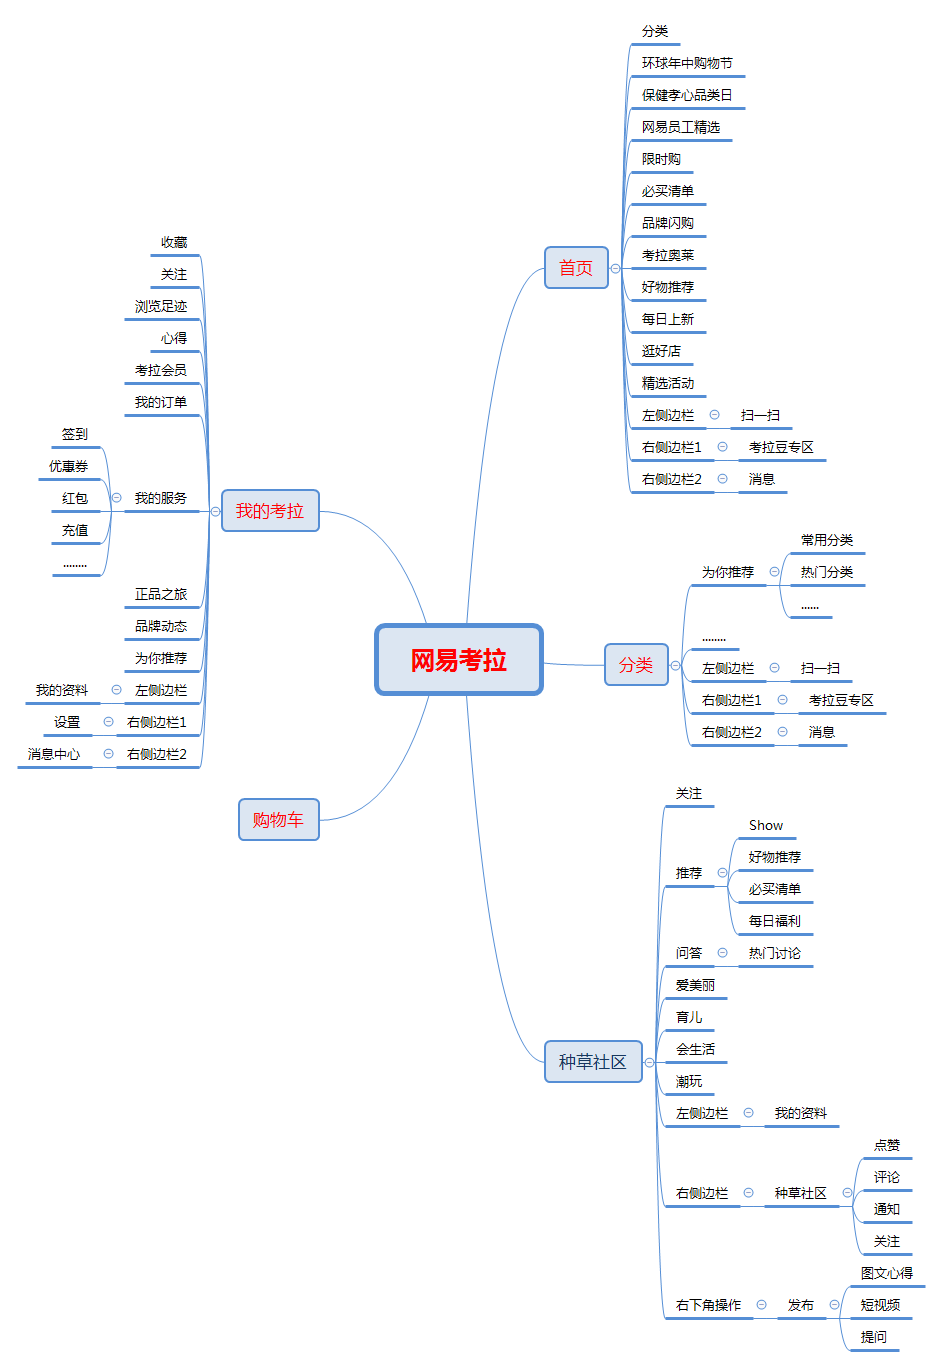 网易考拉
首页
分类
环球年中购物节
保健孝心品类日
网易员工精选
限时购
必买清单
品牌闪购
考拉奥莱
好物推荐
每日上新
逛好店
精选活动
左侧边栏
扫一扫
右侧边栏1
考拉豆专区
右侧边栏2
消息
分类
为你推荐
常用分类
热门分类
......
........
左侧边栏
扫一扫
右侧边栏1
考拉豆专区
右侧边栏2
消息
种草社区
关注
推荐
Show
好物推荐
必买清单
每日福利
问答
热门讨论
爱美丽
育儿
会生活
潮玩
左侧边栏
我的资料
右侧边栏
种草社区
点赞
评论
通知
关注
右下角操作
发布
图文心得
短视频
提问
我的考拉
收藏
关注
浏览足迹
心得
考拉会员
我的订单
我的服务
签到
优惠券
红包
充值
........
正品之旅
品牌动态
为你推荐
左侧边栏
我的资料
右侧边栏1
设置
右侧边栏2
消息中心
购物车